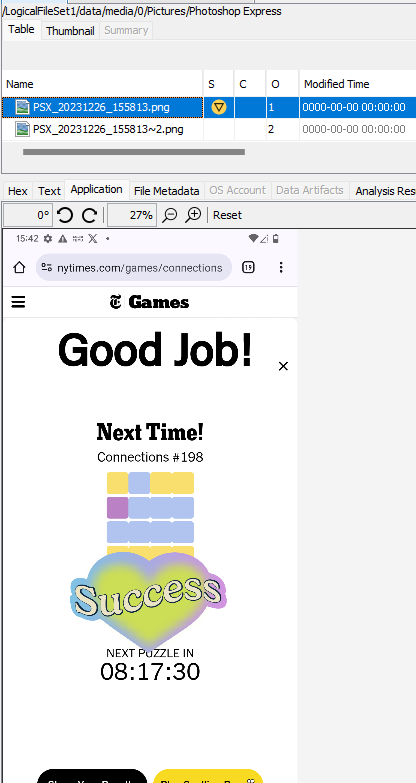 /LogicalFileSet1/data/media/0/Pictures/Photoshop Express
Table Thumbnail Summary
Name S C O Modified Time
PSX_20231226_155813.png 1 0000-00-00 00:00:00
PSX_20231226_155813~2.png 2 0000-00-00 00:00:00
Hex Text Application File Metadata OS Account Data Artifacts Analysis Res
0° 27% Reset
15:42
nytimes.com/games/connections 19
Games
Good Job!
Next Time!
Connections #198
Success
NEXT PUZZLE IN
08:17:30